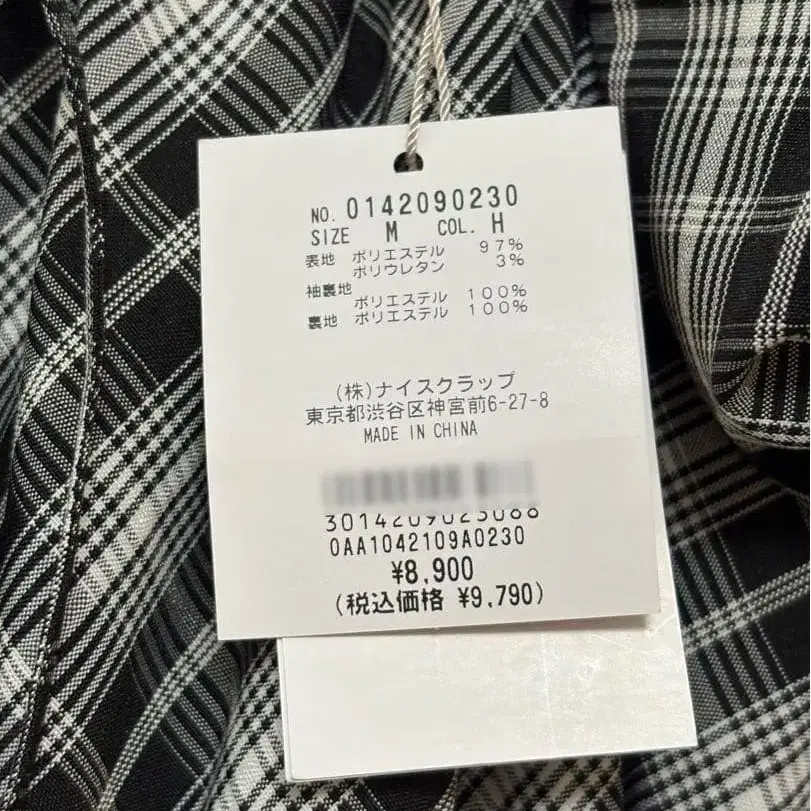 NO. 0142090230
SIZE M COL. H
表地 ポリエステル 97%
ポリウレタン 3%
袖裏地
ポリエステル 100%
裏地 ポリエステル 100%
(株)ナイスクラップ
東京都渋谷区神宮前6-27-8
MADE IN CHINA
3014209023088
0AA1042109A0230
¥8,900
(税込価格 ¥9,790)